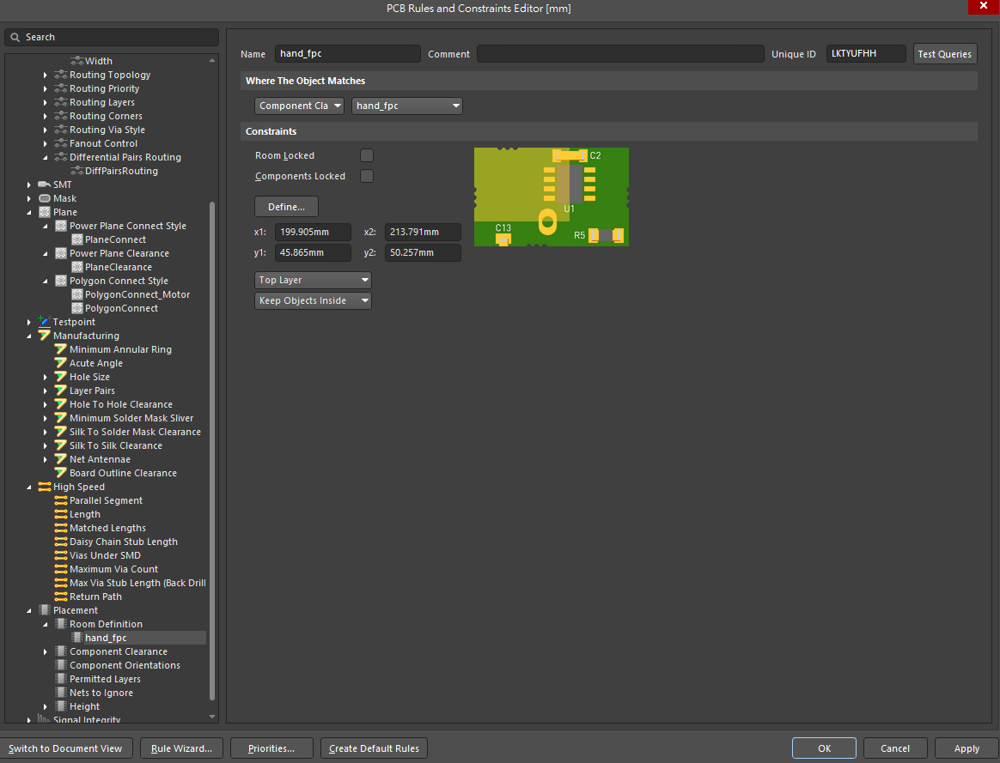 PCB Rules and Constraints Editor [mm]
Search
Width
Routing Topology
Routing Priority
Routing Layers
Routing Corners
Routing Via Style
Fanout Control
Differential Pairs Routing
DiffPairsRouting
SMT
Mask
Plane
Power Plane Connect Style
PlaneConnect
Power Plane Clearance
PlaneClearance
Polygon Connect Style
PolygonConnect_Motor
PolygonConnect
Testpoint
Manufacturing
Minimum Annular Ring
Acute Angle
Hole Size
Layer Pairs
Hole To Hole Clearance
Minimum Solder Mask Sliver
Silk To Solder Mask Clearance
Silk To Silk Clearance
Net Antennae
Board Outline Clearance
High Speed
Parallel Segment
Length
Matched Lengths
Daisy Chain Stub Length
Vias Under SMD
Maximum Via Count
Max Via Stub Length (Back Drill
Return Path
Placement
Room Definition
hand_fpc
Component Clearance
Component Orientations
Permitted Layers
Nets to Ignore
Height
Signal Integrity
Name hand_fpc Comment Unique ID LKTYUFHH Test Queries
Where The Object Matches
Component Cla hand_fpc
Constraints
Room Locked
Components Locked
Define...
x1: 199.905mm x2: 213.791mm
y1: 45.865mm y2: 50.257mm
Top Layer
Keep Objects Inside
C2
U1
C13
R5
Switch to Document View Rule Wizard... Priorities... Create Default Rules OK Cancel Apply